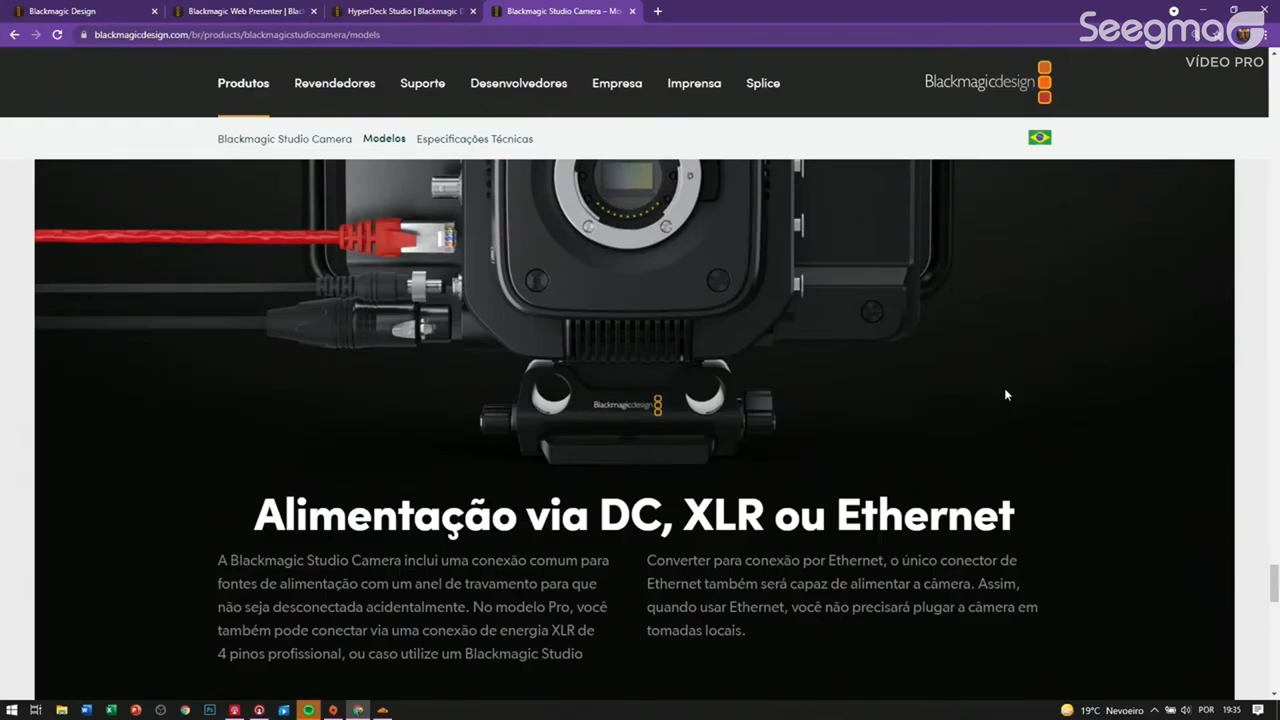 Blackmagic Design
Blackmagic Web Presenter | Blac
HyperDeck Studio | Blackmagic D
Blackmagic Studio Camera – Mo
Seegma
VÍDEO PRO
blackmagicdesign.com/br/products/blackmagicstudiocamera/models
Produtos
Revendedores
Suporte
Desenvolvedores
Empresa
Imprensa
Splice
Blackmagicdesign
Blackmagic Studio Camera
Modelos
Especificações Técnicas
Blackmagicdesign
Alimentação via DC, XLR ou Ethernet
A Blackmagic Studio Camera inclui uma conexão comum para
fontes de alimentação com um anel de travamento para que
não seja desconectada acidentalmente. No modelo Pro, você
também pode conectar via uma conexão de energia XLR de
4 pinos profissional, ou caso utilize um Blackmagic Studio
Converter para conexão por Ethernet, o único conector de
Ethernet também será capaz de alimentar a câmera. Assim,
quando usar Ethernet, você não precisará plugar a câmera em
tomadas locais.
19°C Nevoeiro
POR
19:35